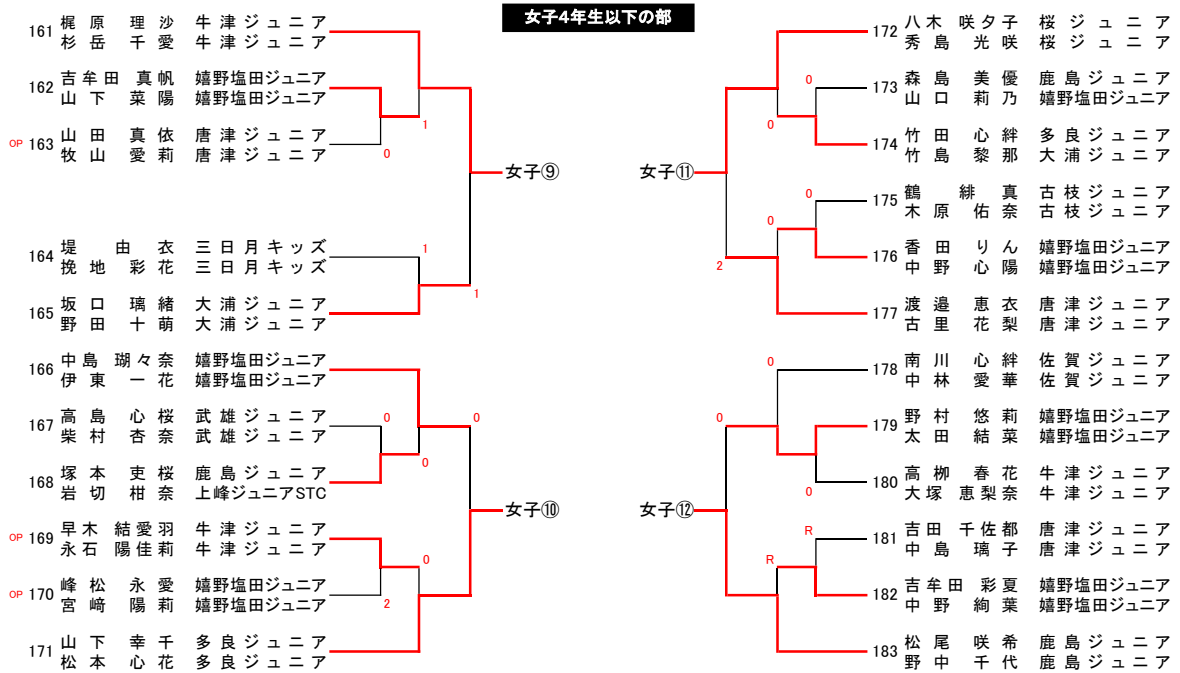 女子4年生以下の部
161 梶原 理沙 牛津ジュニア
杉岳 千愛 牛津ジュニア
162 吉牟田 真帆 嬉野塩田ジュニア
山下 菜陽 嬉野塩田ジュニア
1
OP 163 山田 真依 唐津ジュニア
牧山 愛莉 唐津ジュニア
0
女子⑨
164 堤 由衣 三日月キッズ
挽地 彩花 三日月キッズ
1
165 坂口 璃緒 大浦ジュニア
野田 十萌 大浦ジュニア
1
166 中島 瑚々奈 嬉野塩田ジュニア
伊東 一花 嬉野塩田ジュニア
167 高島 心桜 武雄ジュニア
柴村 杏奈 武雄ジュニア
0
0
168 塚本 吏桜 鹿島ジュニア
岩切 柑奈 上峰ジュニアSTC
0
女子⑩
OP 169 早木 結愛羽 牛津ジュニア
永石 陽佳莉 牛津ジュニア
0
OP 170 峰松 永愛 嬉野塩田ジュニア
宮﨑 陽莉 嬉野塩田ジュニア
2
171 山下 幸千 多良ジュニア
松本 心花 多良ジュニア
172 八木 咲夕子 桜ジュニア
秀島 光咲 桜ジュニア
0
173 森島 美優 鹿島ジュニア
山口 莉乃 嬉野塩田ジュニア
0
174 竹田 心絆 多良ジュニア
竹島 黎那 大浦ジュニア
女子⑪
0
175 鶴 緋真 古枝ジュニア
木原 佑奈 古枝ジュニア
0
176 香田 りん 嬉野塩田ジュニア
中野 心陽 嬉野塩田ジュニア
2
177 渡邉 恵衣 唐津ジュニア
古里 花梨 唐津ジュニア
0
178 南川 心絆 佐賀ジュニア
中林 愛華 佐賀ジュニア
0
179 野村 悠莉 嬉野塩田ジュニア
太田 結菜 嬉野塩田ジュニア
180 高栁 春花 牛津ジュニア
大塚 恵梨奈 牛津ジュニア
0
女子⑫
R
181 吉田 千佐都 唐津ジュニア
中島 璃子 唐津ジュニア
R
182 吉牟田 彩夏 嬉野塩田ジュニア
中野 絢葉 嬉野塩田ジュニア
183 松尾 咲希 鹿島ジュニア
野中 千代 鹿島ジュニア